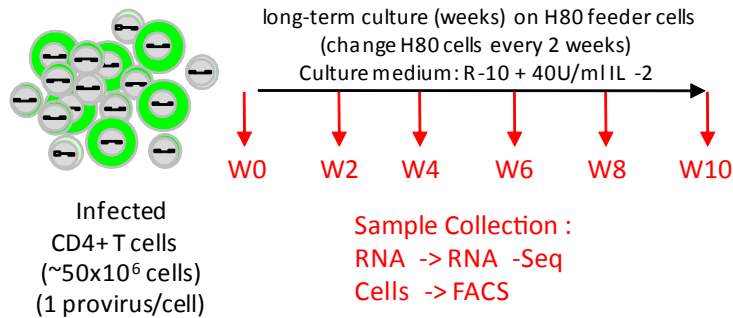 long-term culture (weeks) on H80 feeder cells
(change H80 cells every 2 weeks)
Culture medium: R-10 + 40U/ml IL -2
W0 W2 W4 W6 W8 W10
Infected
CD4+ T cells
(~50x10⁶ cells)
(1 provirus/cell)
Sample Collection :
RNA -> RNA -Seq
Cells -> FACS